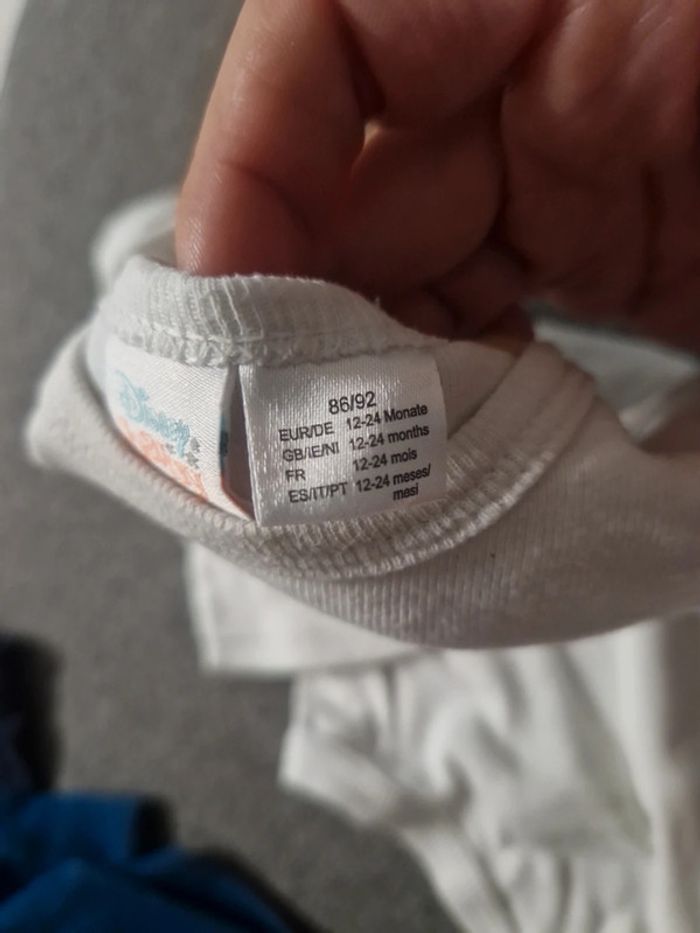 Disney
86/92
EUR/DE 12-24 Monate
GB/IE/NI 12-24 months
FR 12-24 mois
ES/IT/PT 12-24 meses/
mesi